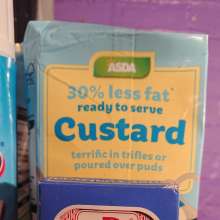 ASDA
30% less fat*
ready to serve
Custard
terrific in trifles or
poured over puds